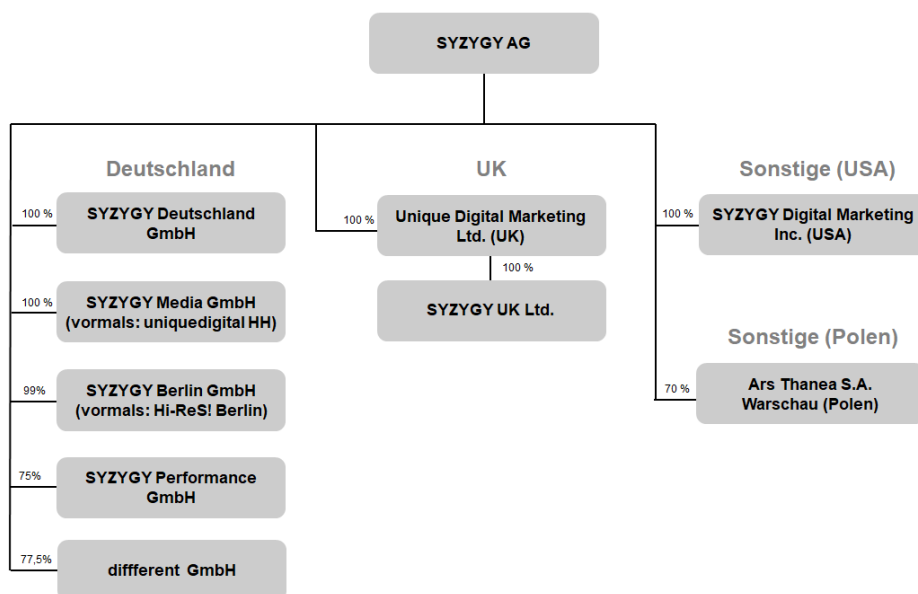 SYZYGY AG
Deutschland
100 %
SYZYGY Deutschland
GmbH
100 %
SYZYGY Media GmbH
(vormals: uniquedigital HH)
99%
SYZYGY Berlin GmbH
(vormals: Hi-ReS! Berlin)
75%
SYZYGY Performance
GmbH
77,5%
diffferent GmbH
UK
100 %
Unique Digital Marketing
Ltd. (UK)
100 %
SYZYGY UK Ltd.
Sonstige (USA)
100 %
SYZYGY Digital Marketing
Inc. (USA)
Sonstige (Polen)
70 %
Ars Thanea S.A.
Warschau (Polen)